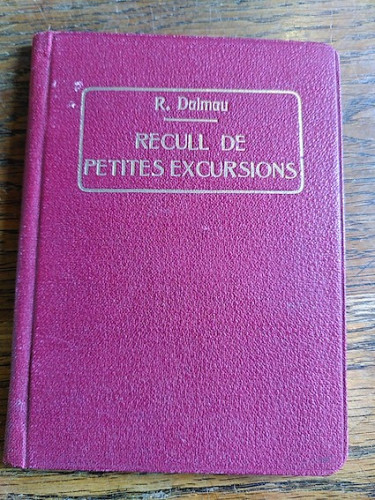 R. Dalmau
RECULL DE
PETITES EXCURSIONS